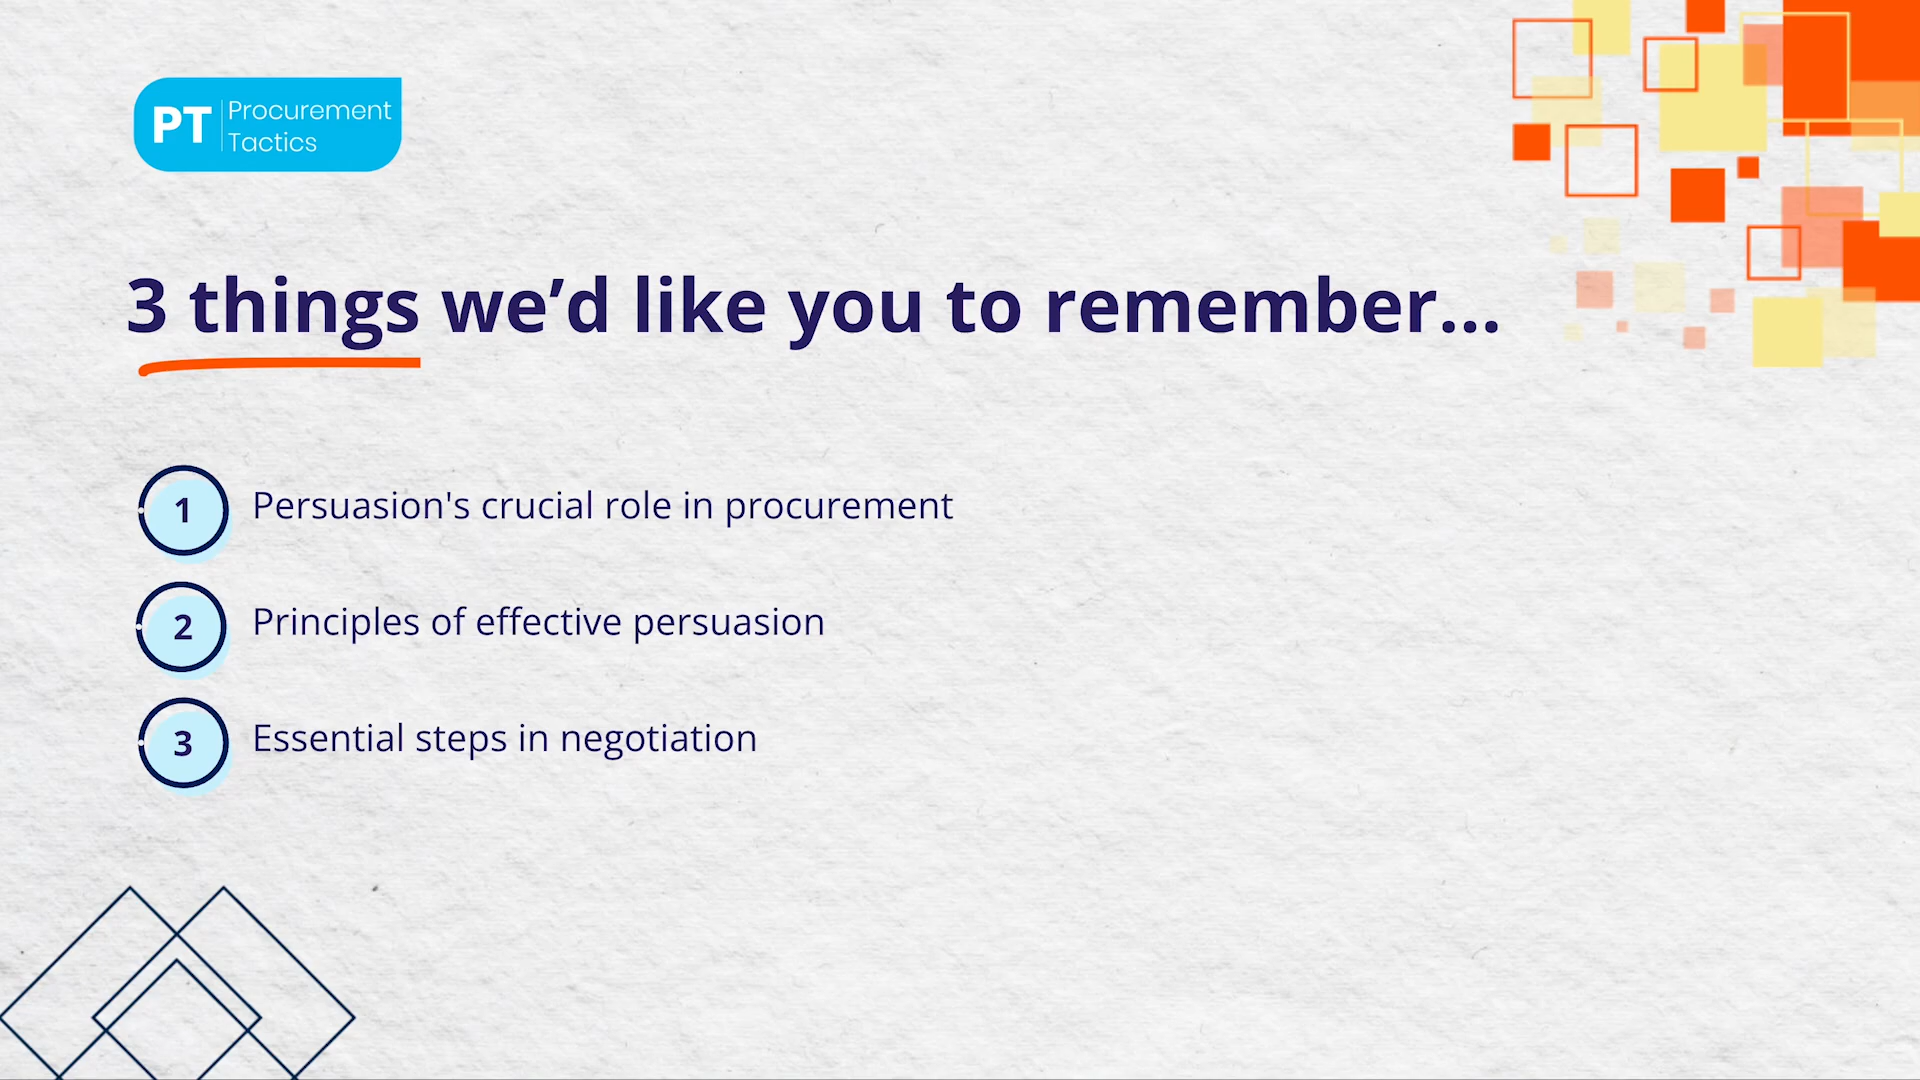 PT
Procurement
Tactics
3 things we’d like you to remember...
1 Persuasion's crucial role in procurement
2 Principles of effective persuasion
3 Essential steps in negotiation